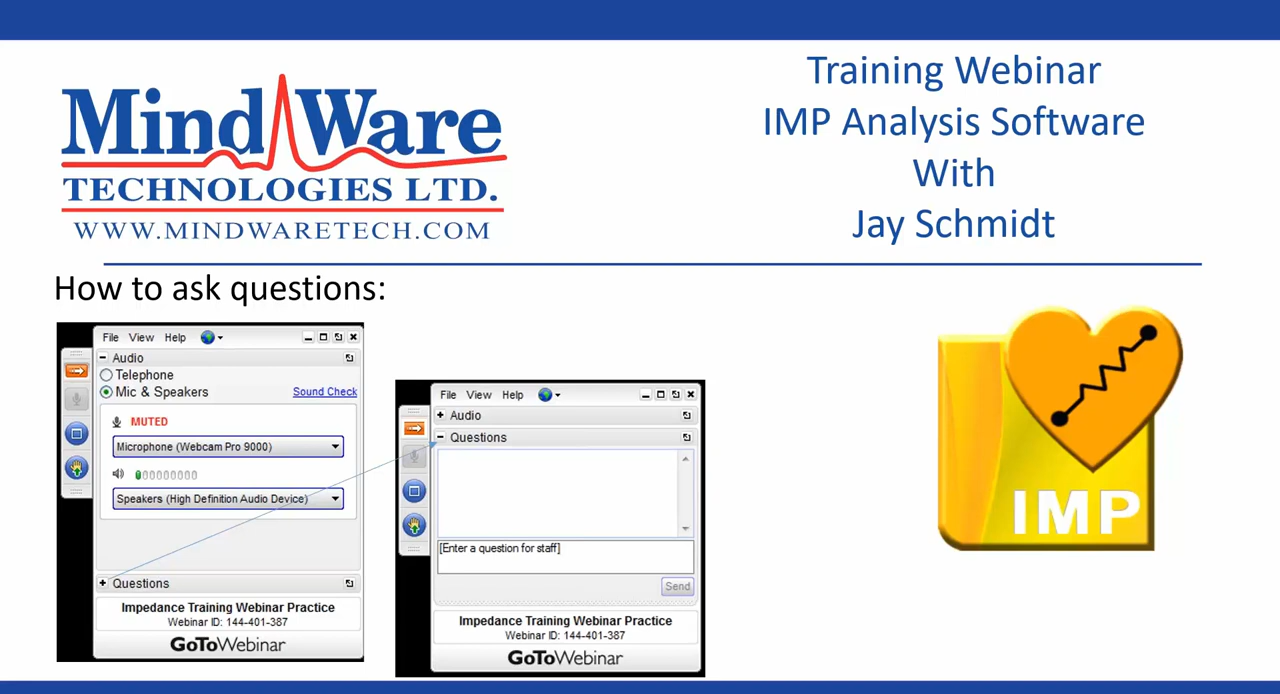 MindWare
TECHNOLOGIES LTD.
WWW.MINDWARETECH.COM
Training Webinar
IMP Analysis Software
With
Jay Schmidt
How to ask questions:
File View Help
Audio
Telephone
Mic & Speakers Sound Check
MUTED
Microphone (Webcam Pro 9000)
Speakers (High Definition Audio Device)
Questions
Impedance Training Webinar Practice
Webinar ID: 144-401-387
GoToWebinar
File View Help
Audio
Questions
[Enter a question for staff]
Send
Impedance Training Webinar Practice
Webinar ID: 144-401-387
GoToWebinar
IMP